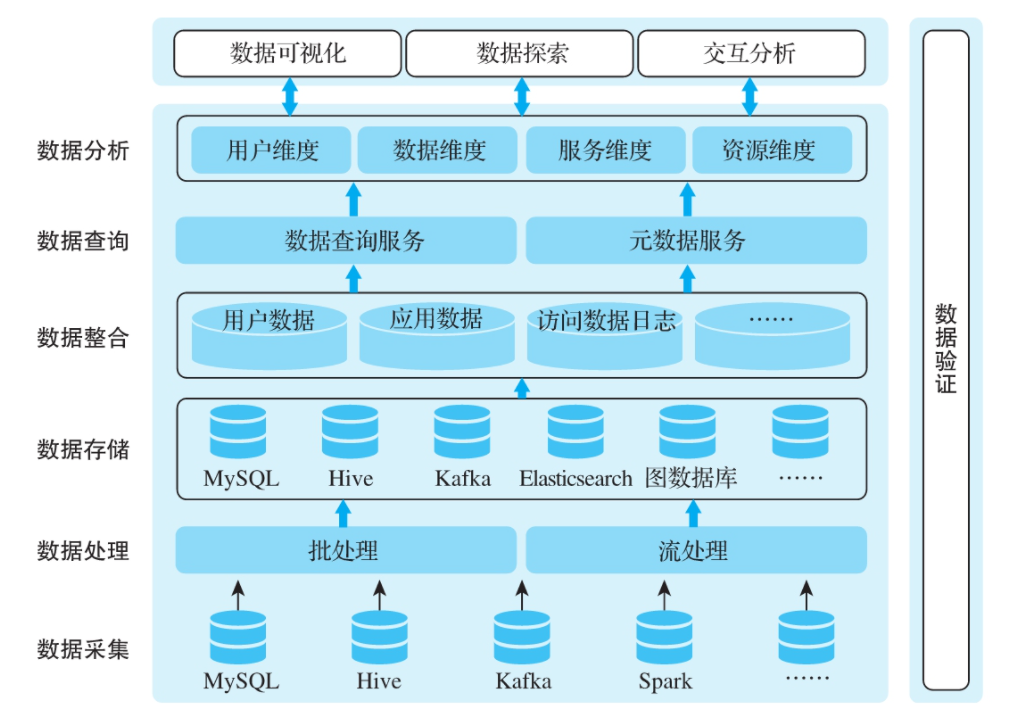 数据可视化 数据探索 交互分析
数据分析 用户维度 数据维度 服务维度 资源维度
数据查询 数据查询服务 元数据服务
数据整合 用户数据 应用数据 访问数据日志 ……
数据存储
MySQL Hive Kafka Elasticsearch 图数据库 ……
数据处理 批处理 流处理
数据采集
MySQL Hive Kafka Spark ……
数据验证